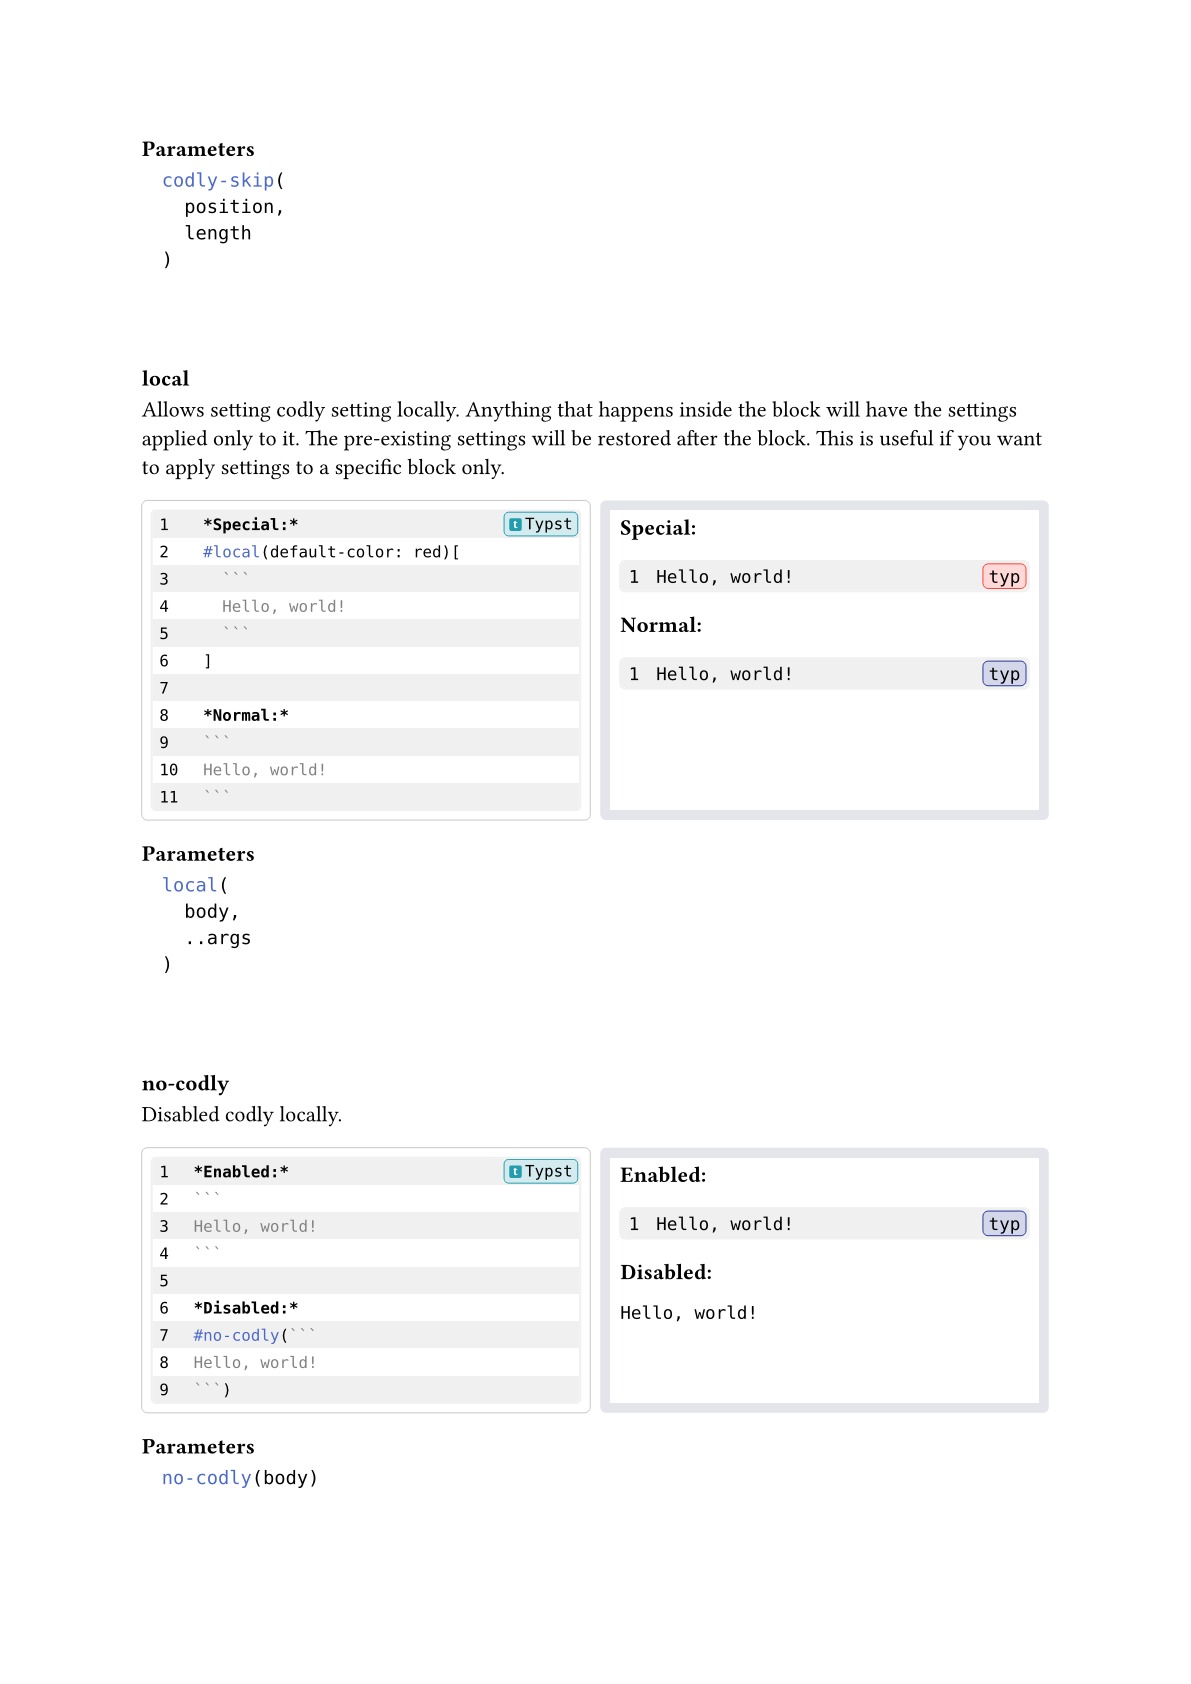 Parameters
codly-skip(
  position,
  length
)
local
Allows setting codly setting locally. Anything that happens inside the block will have the settings
applied only to it. The pre-existing settings will be restored after the block. This is useful if you want
to apply settings to a specific block only.
1 *Special:* t Typst
2 #local(default-color: red)[
3   ```
4   Hello, world!
5   ```
6 ]
7
8 *Normal:*
9 ```
10 Hello, world!
11 ```
Special:
1 Hello, world! typ
Normal:
1 Hello, world! typ
Parameters
local(
  body,
  ..args
)
no-codly
Disabled codly locally.
1 *Enabled:* t Typst
2 ```
3 Hello, world!
4 ```
5
6 *Disabled:*
7 #no-codly(```
8 Hello, world!
9 ```)
Enabled:
1 Hello, world! typ
Disabled:
Hello, world!
Parameters
no-codly(body)